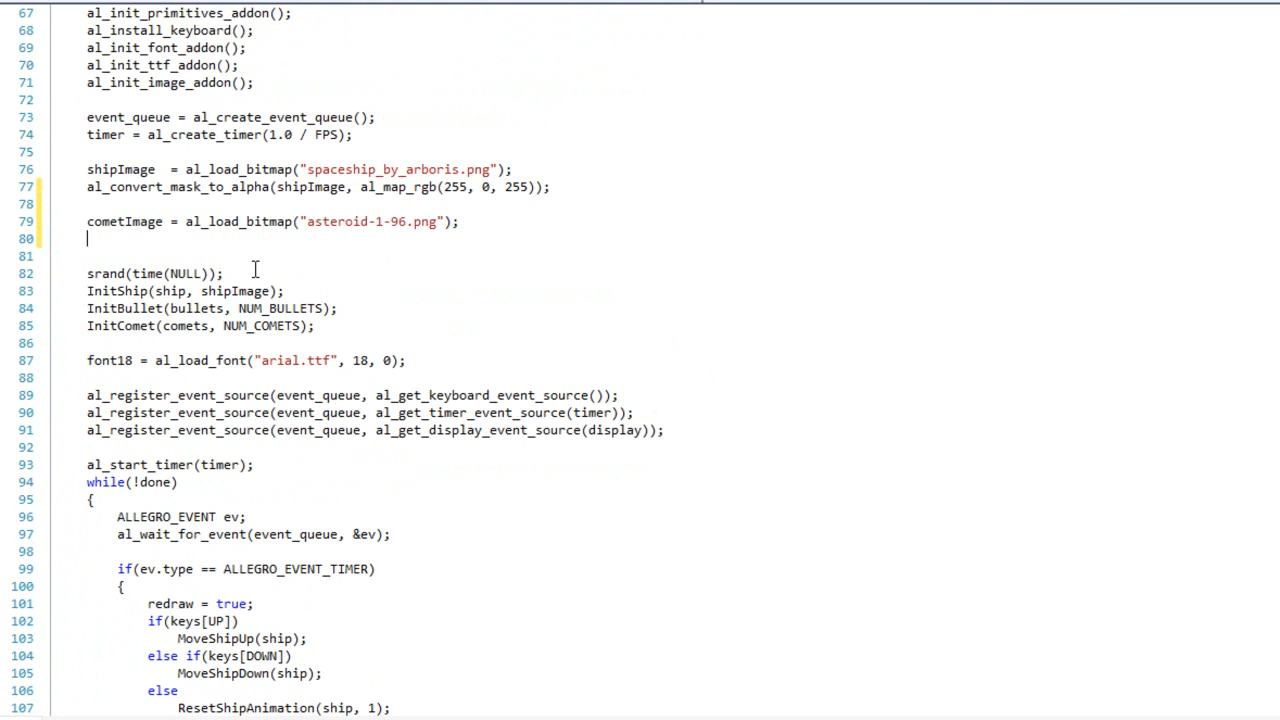 67 al_init_primitives_addon();
68 al_install_keyboard();
69 al_init_font_addon();
70 al_init_ttf_addon();
71 al_init_image_addon();
72
73 event_queue = al_create_event_queue();
74 timer = al_create_timer(1.0 / FPS);
75
76 shipImage  = al_load_bitmap("spaceship_by_arboris.png");
77 al_convert_mask_to_alpha(shipImage, al_map_rgb(255, 0, 255));
78
79 cometImage = al_load_bitmap("asteroid-1-96.png");
80
81
82 srand(time(NULL));
83 InitShip(ship, shipImage);
84 InitBullet(bullets, NUM_BULLETS);
85 InitComet(comets, NUM_COMETS);
86
87 font18 = al_load_font("arial.ttf", 18, 0);
88
89 al_register_event_source(event_queue, al_get_keyboard_event_source());
90 al_register_event_source(event_queue, al_get_timer_event_source(timer));
91 al_register_event_source(event_queue, al_get_display_event_source(display));
92
93 al_start_timer(timer);
94 while(!done)
95 {
96 ALLEGRO_EVENT ev;
97 al_wait_for_event(event_queue, &ev);
98
99 if(ev.type == ALLEGRO_EVENT_TIMER)
100 {
101 redraw = true;
102 if(keys[UP])
103 MoveShipUp(ship);
104 else if(keys[DOWN])
105 MoveShipDown(ship);
106 else
107 ResetShipAnimation(ship, 1);